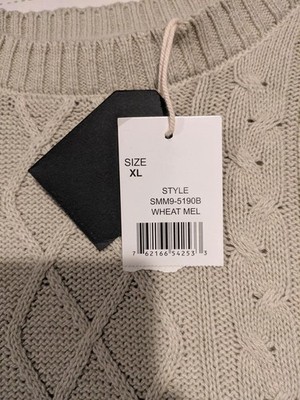 SIZE
XL
STYLE
SMM9-5190B
WHEAT MEL
7 62166 54253 3